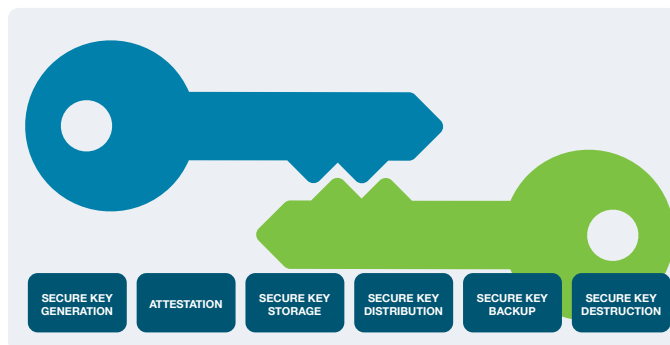 SECURE KEY
GENERATION
ATTESTATION
SECURE KEY
STORAGE
SECURE KEY
DISTRIBUTION
SECURE KEY
BACKUP
SECURE KEY
DESTRUCTION